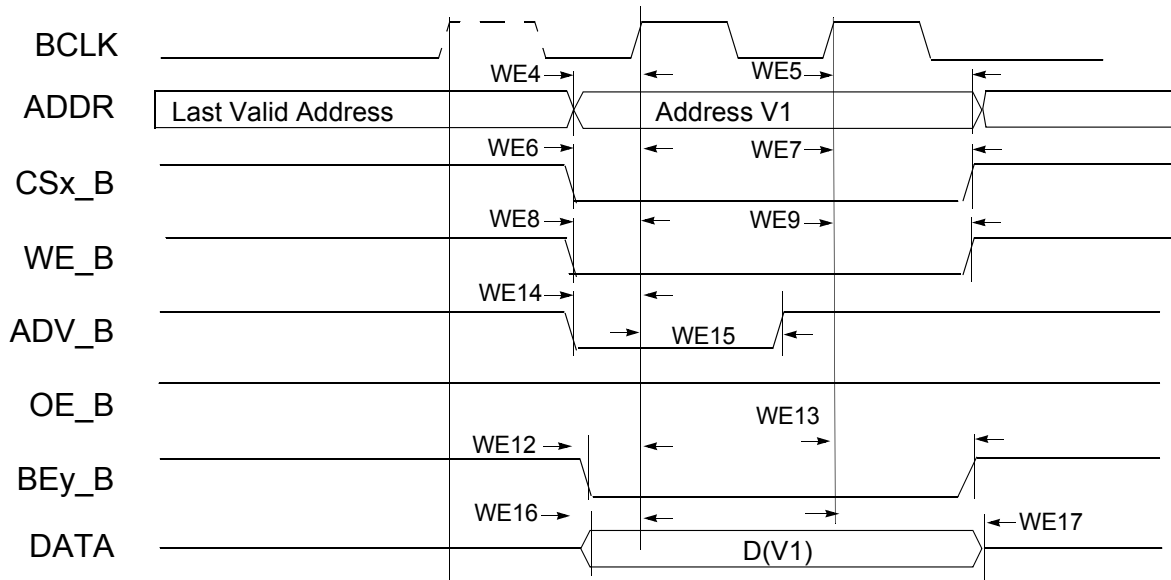 BCLK
WE4
WE5
ADDR
Last Valid Address
Address V1
WE6
WE7
CSx_B
WE8
WE9
WE_B
WE14
ADV_B
WE15
OE_B
WE13
WE12
BEy_B
WE16
WE17
DATA
D(V1)